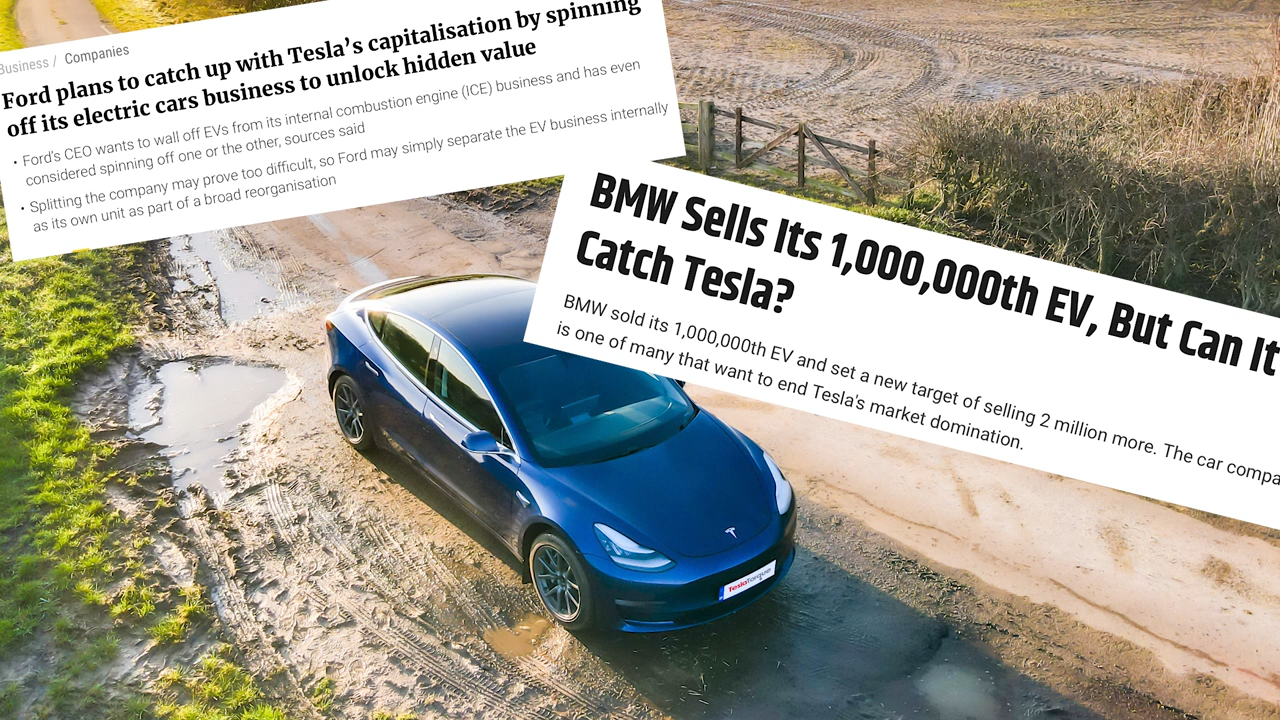 Business / Companies
Ford plans to catch up with Tesla's capitalisation by spinning
off its electric cars business to unlock hidden value
• Ford's CEO wants to wall off EVs from its internal combustion engine (ICE) business and has even
considered spinning off one or the other, sources said
• Splitting the company may prove too difficult, so Ford may simply separate the EV business internally
as its own unit as part of a broad reorganisation
BMW Sells Its 1,000,000th EV, But Can It
Catch Tesla?
BMW sold its 1,000,000th EV and set a new target of selling 2 million more. The car compa
is one of many that want to end Tesla's market domination.
TeslaTorque